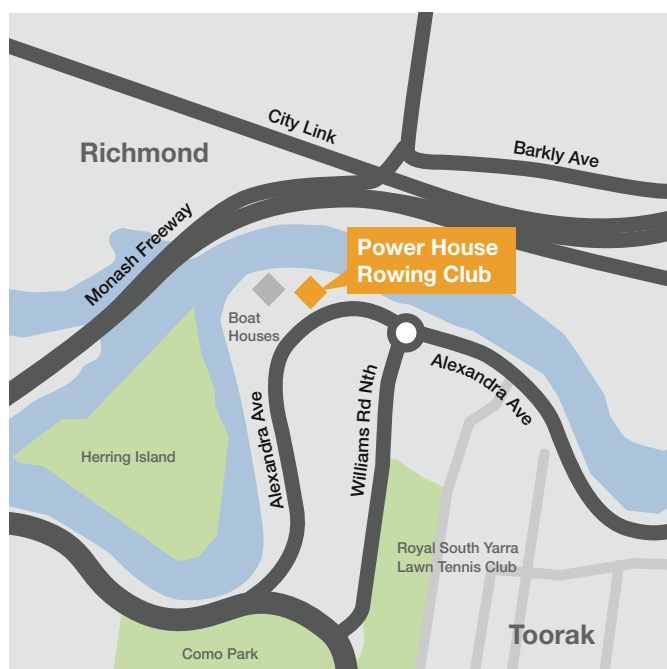 City Link
Richmond
Barkly Ave
Monash Freeway
Power House
Rowing Club
Boat
Houses
Alexandra Ave
Williams Rd Nth
Alexandra Ave
Herring Island
Royal South Yarra
Lawn Tennis Club
Toorak
Como Park